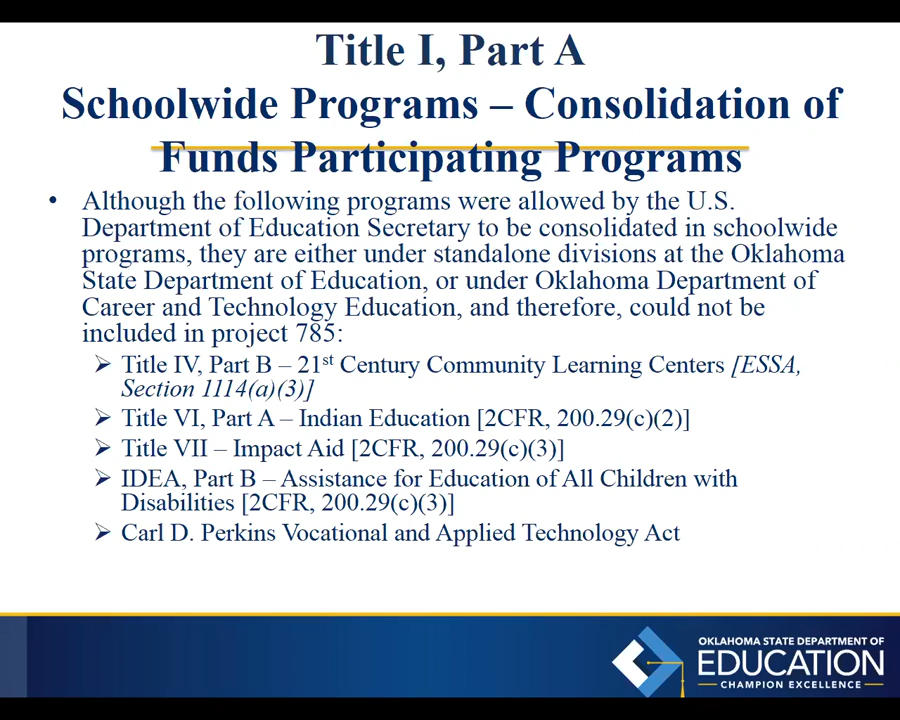 Title I, Part A
Schoolwide Programs – Consolidation of
Funds Participating Programs
• Although the following programs were allowed by the U.S.
Department of Education Secretary to be consolidated in schoolwide
programs, they are either under standalone divisions at the Oklahoma
State Department of Education, or under Oklahoma Department of
Career and Technology Education, and therefore, could not be
included in project 785:
➢ Title IV, Part B – 21st Century Community Learning Centers [ESSA,
Section 1114(a)(3)]
➢ Title VI, Part A – Indian Education [2CFR, 200.29(c)(2)]
➢ Title VII – Impact Aid [2CFR, 200.29(c)(3)]
➢ IDEA, Part B – Assistance for Education of All Children with
Disabilities [2CFR, 200.29(c)(3)]
➢ Carl D. Perkins Vocational and Applied Technology Act
OKLAHOMA STATE DEPARTMENT OF
EDUCATION
CHAMPION EXCELLENCE